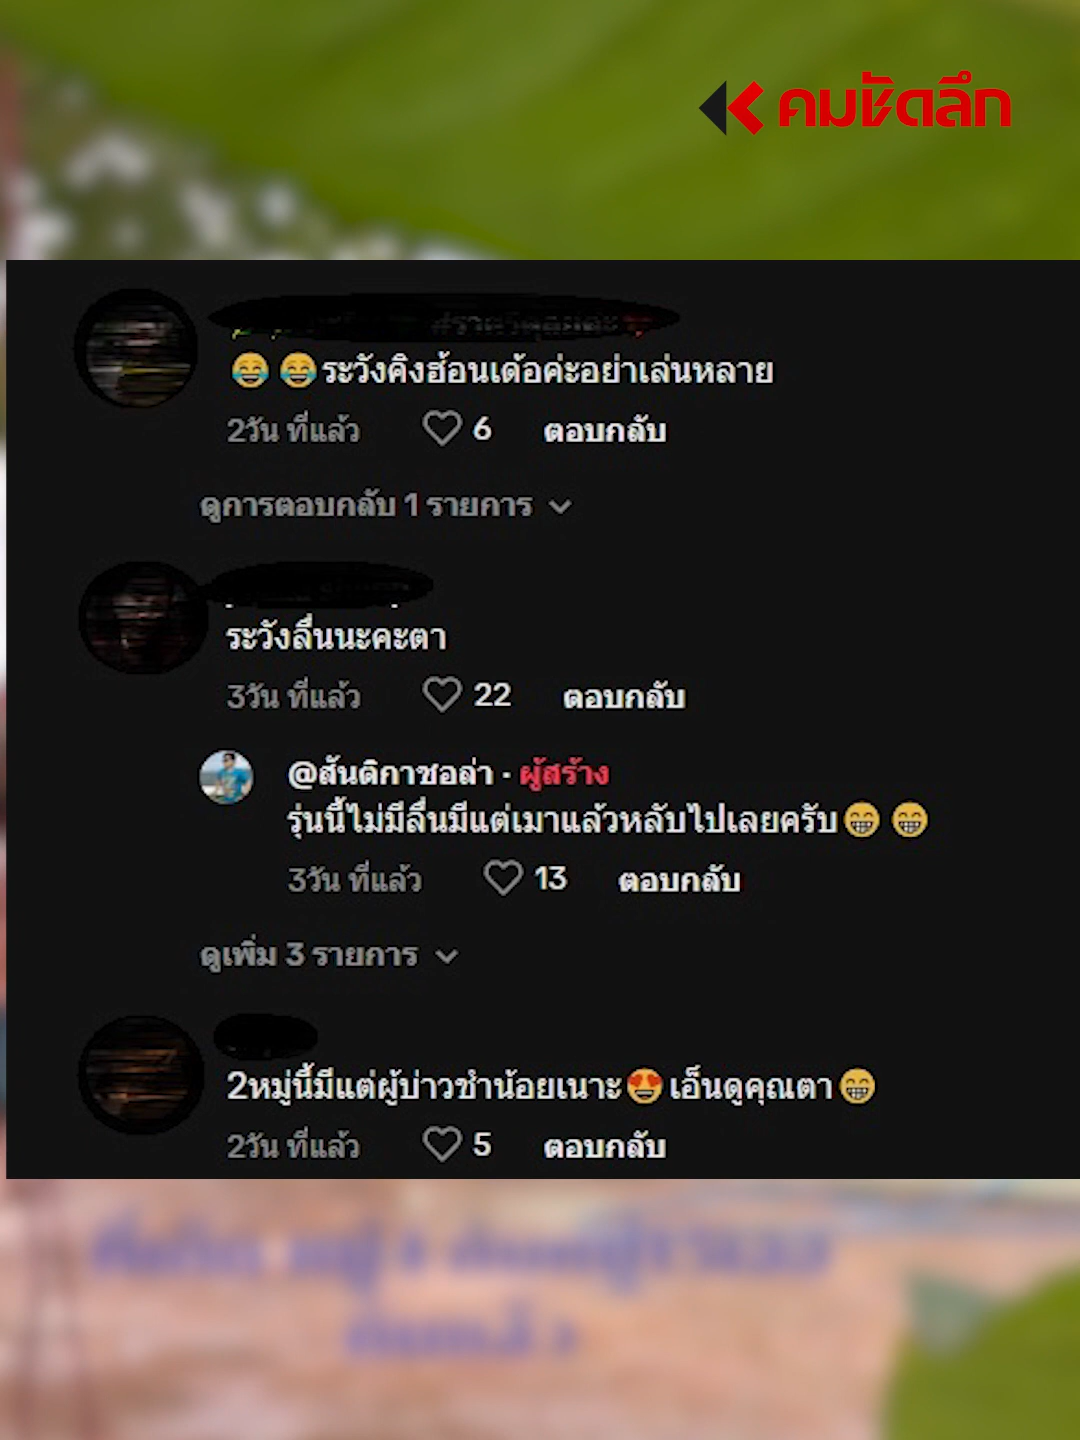 คมชัดลึก
😂 😂ระวังคิงฮ้อนเด้อค่ะอย่าเล่นหลาย
2วัน ที่แล้ว 6 ตอบกลับ
ดูการตอบกลับ 1 รายการ
ระวังลื่นนะคะตา
3วัน ที่แล้ว 22 ตอบกลับ
@สันดิกาซอล่า · ผู้สร้าง
รุ่นนี้ไม่มีลื่นมีแต่เมาแล้วหลับไปเลยครับ😁 😁
3วัน ที่แล้ว 13 ตอบกลับ
ดูเพิ่ม 3 รายการ
2หมู่นี้มีแต่ผู้บ่าวซำน้อยเนาะ😍เอ็นดูคุณตา😁
2วัน ที่แล้ว 5 ตอบกลับ